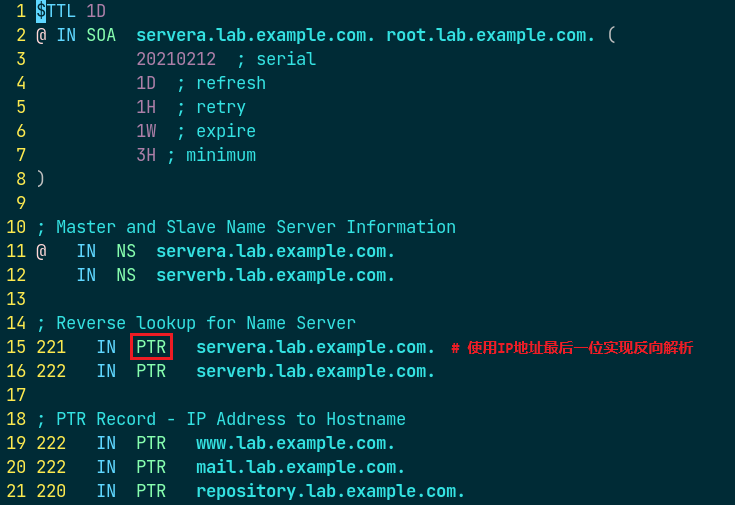 1 $TTL 1D
2 @ IN SOA servera.lab.example.com. root.lab.example.com. (
3 20210212 ; serial
4 1D ; refresh
5 1H ; retry
6 1W ; expire
7 3H ; minimum
8 )
9
10 ; Master and Slave Name Server Information
11 @ IN NS servera.lab.example.com.
12 IN NS serverb.lab.example.com.
13
14 ; Reverse lookup for Name Server
15 221 IN PTR servera.lab.example.com. # 使用IP地址最后一位实现反向解析
16 222 IN PTR serverb.lab.example.com.
17
18 ; PTR Record - IP Address to Hostname
19 222 IN PTR www.lab.example.com.
20 222 IN PTR mail.lab.example.com.
21 220 IN PTR repository.lab.example.com.